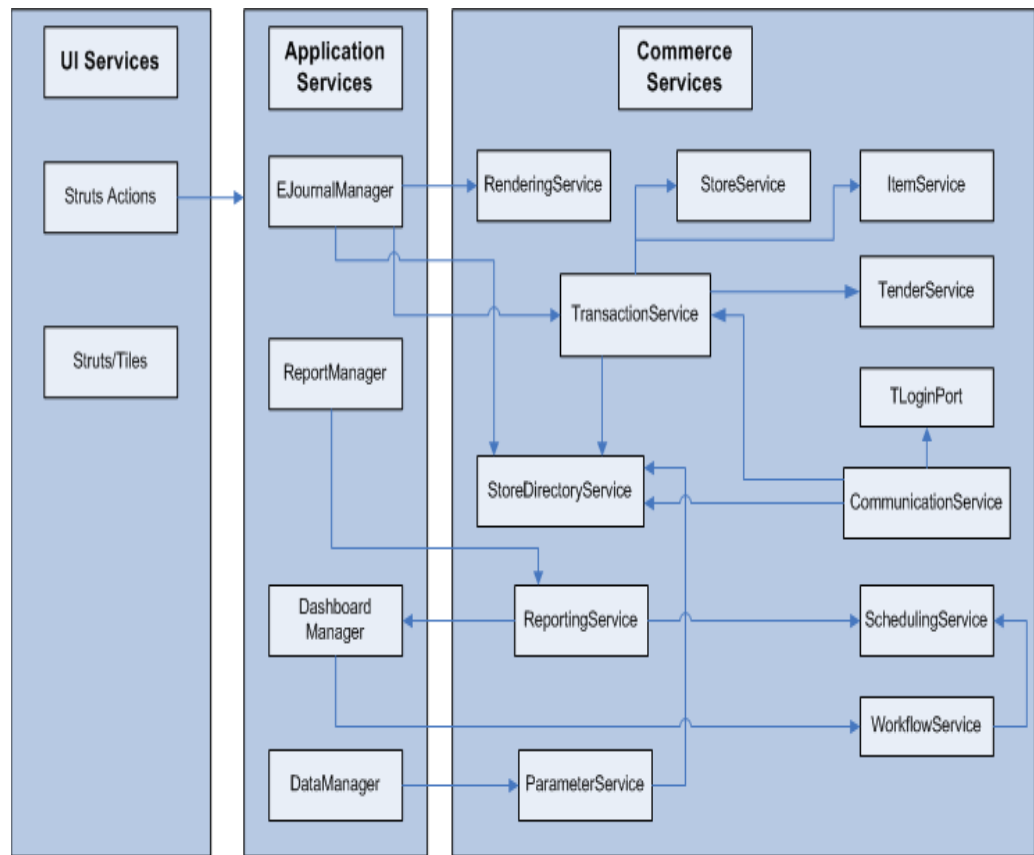 UI Services
Application
Services
Commerce
Services
Struts Actions
EJournalManager
RenderingService
StoreService
ItemService
TransactionService
TenderService
Struts/Tiles
ReportManager
TLoginPort
StoreDirectoryService
CommunicationService
Dashboard
Manager
ReportingService
SchedulingService
WorkflowService
DataManager
ParameterService